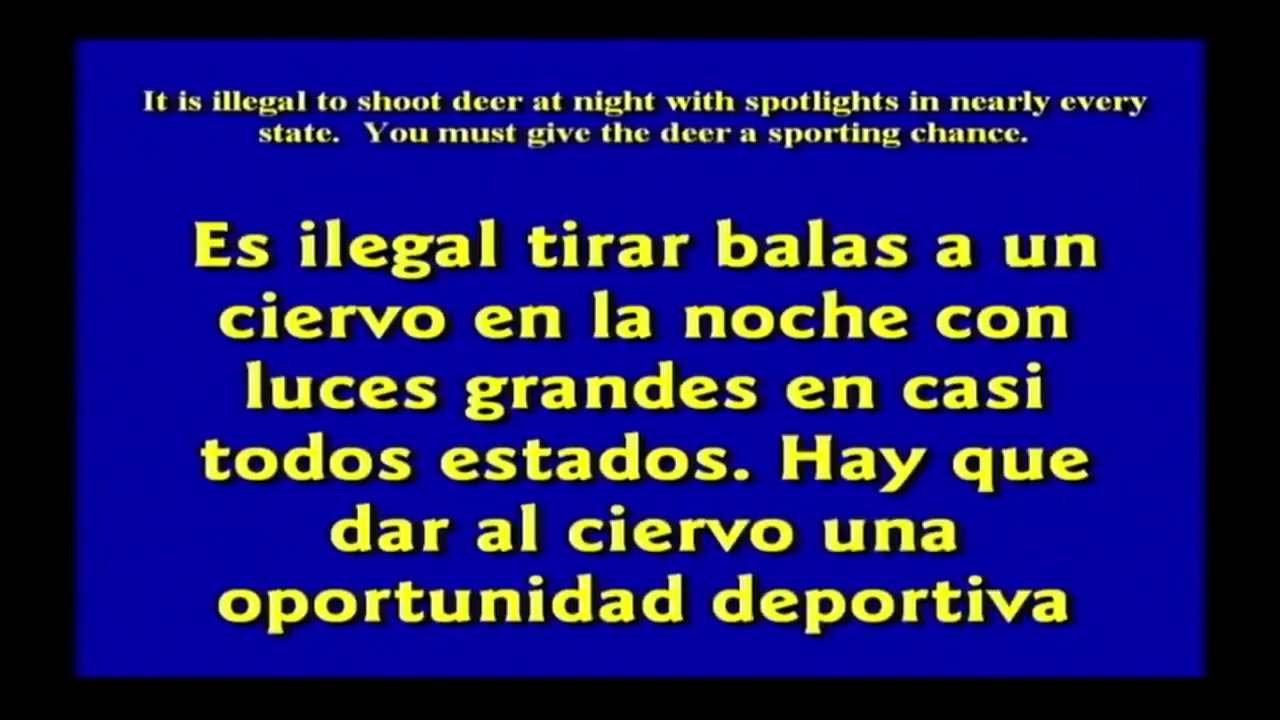 It is illegal to shoot deer at night with spotlights in nearly every
state.  You must give the deer a sporting chance.
Es ilegal tirar balas a un
ciervo en la noche con
luces grandes en casi
todos estados. Hay que
dar al ciervo una
oportunidad deportiva